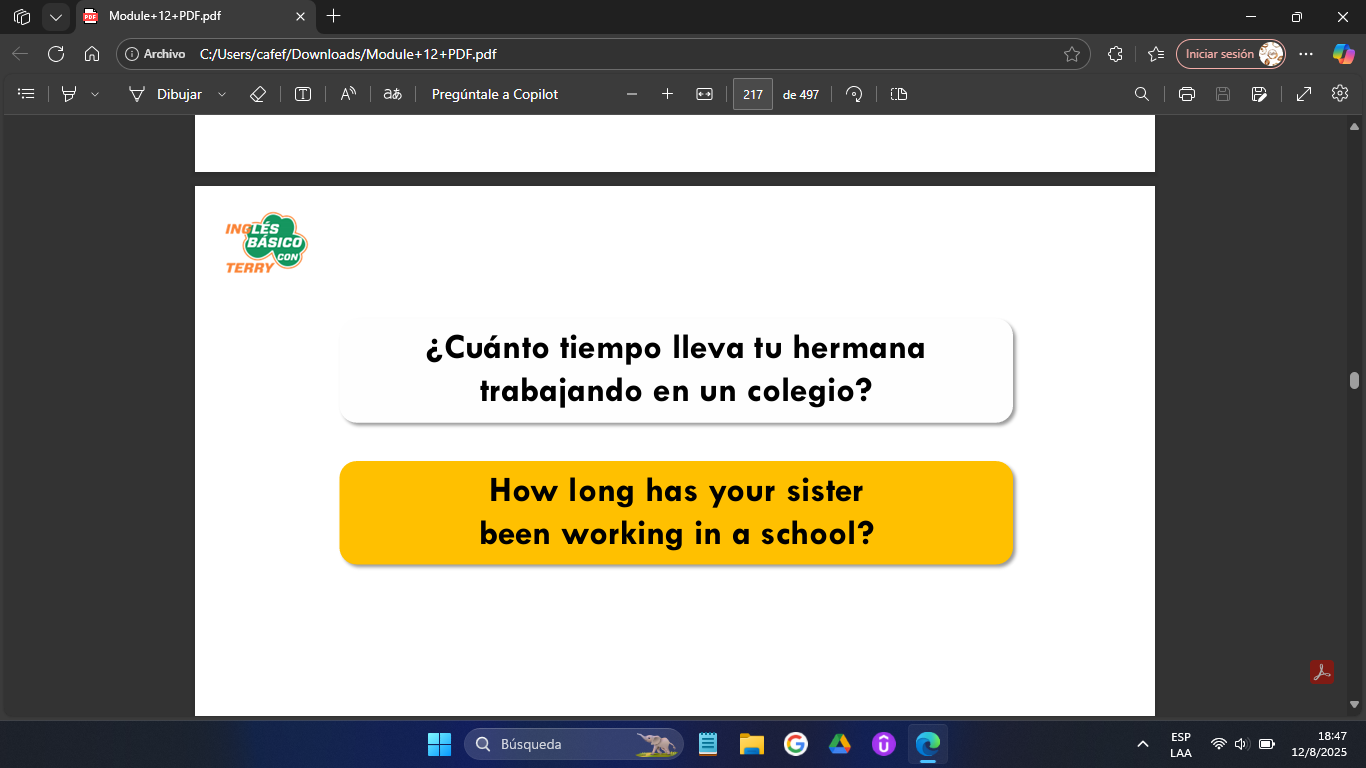 Module+12+PDF.pdf
Archivo C:/Users/cafef/Downloads/Module+12+PDF.pdf
Iniciar sesión
Dibujar
Pregúntale a Copilot
217 de 497
INGLÉS
BÁSICO
CON
TERRY
¿Cuánto tiempo lleva tu hermana
trabajando en un colegio?
How long has your sister
been working in a school?
Búsqueda
ESP
LAA
18:47
12/8/2025